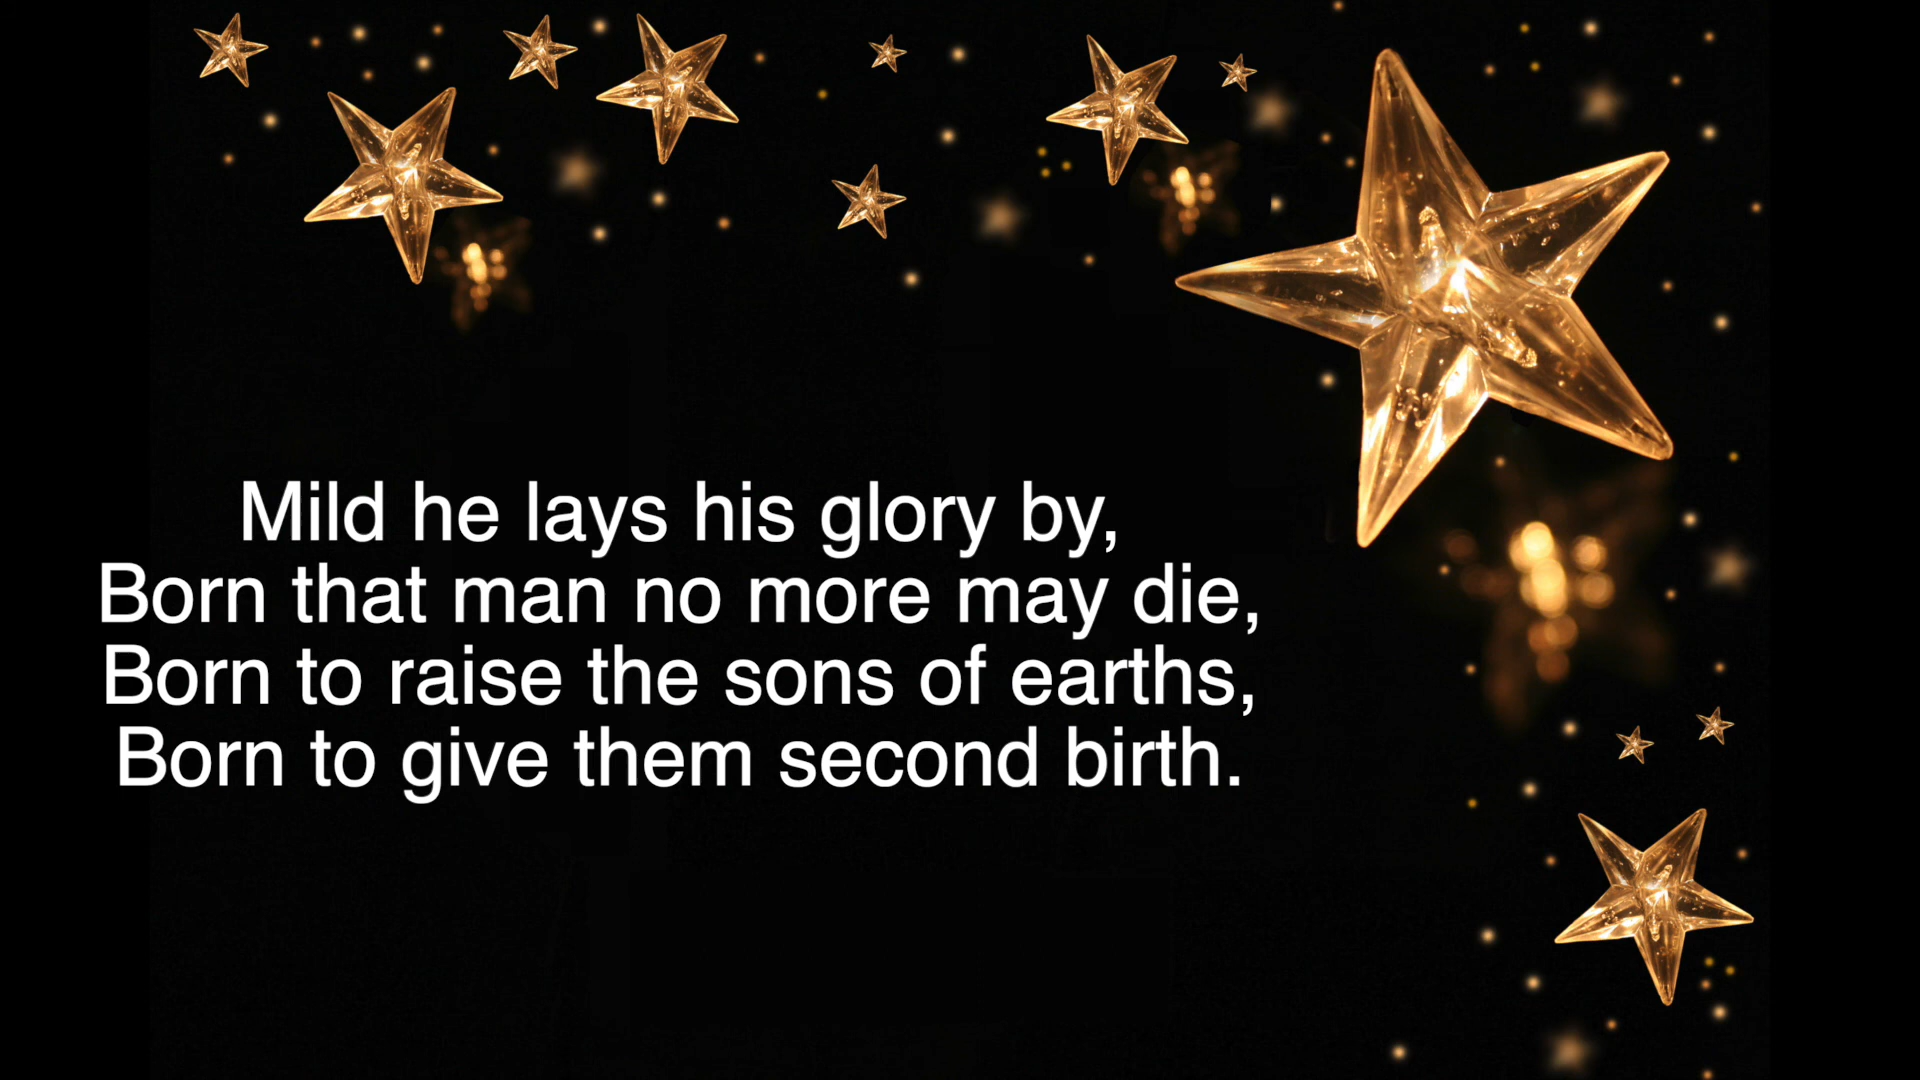 Mild he lays his glory by,
Born that man no more may die,
Born to raise the sons of earths,
Born to give them second birth.